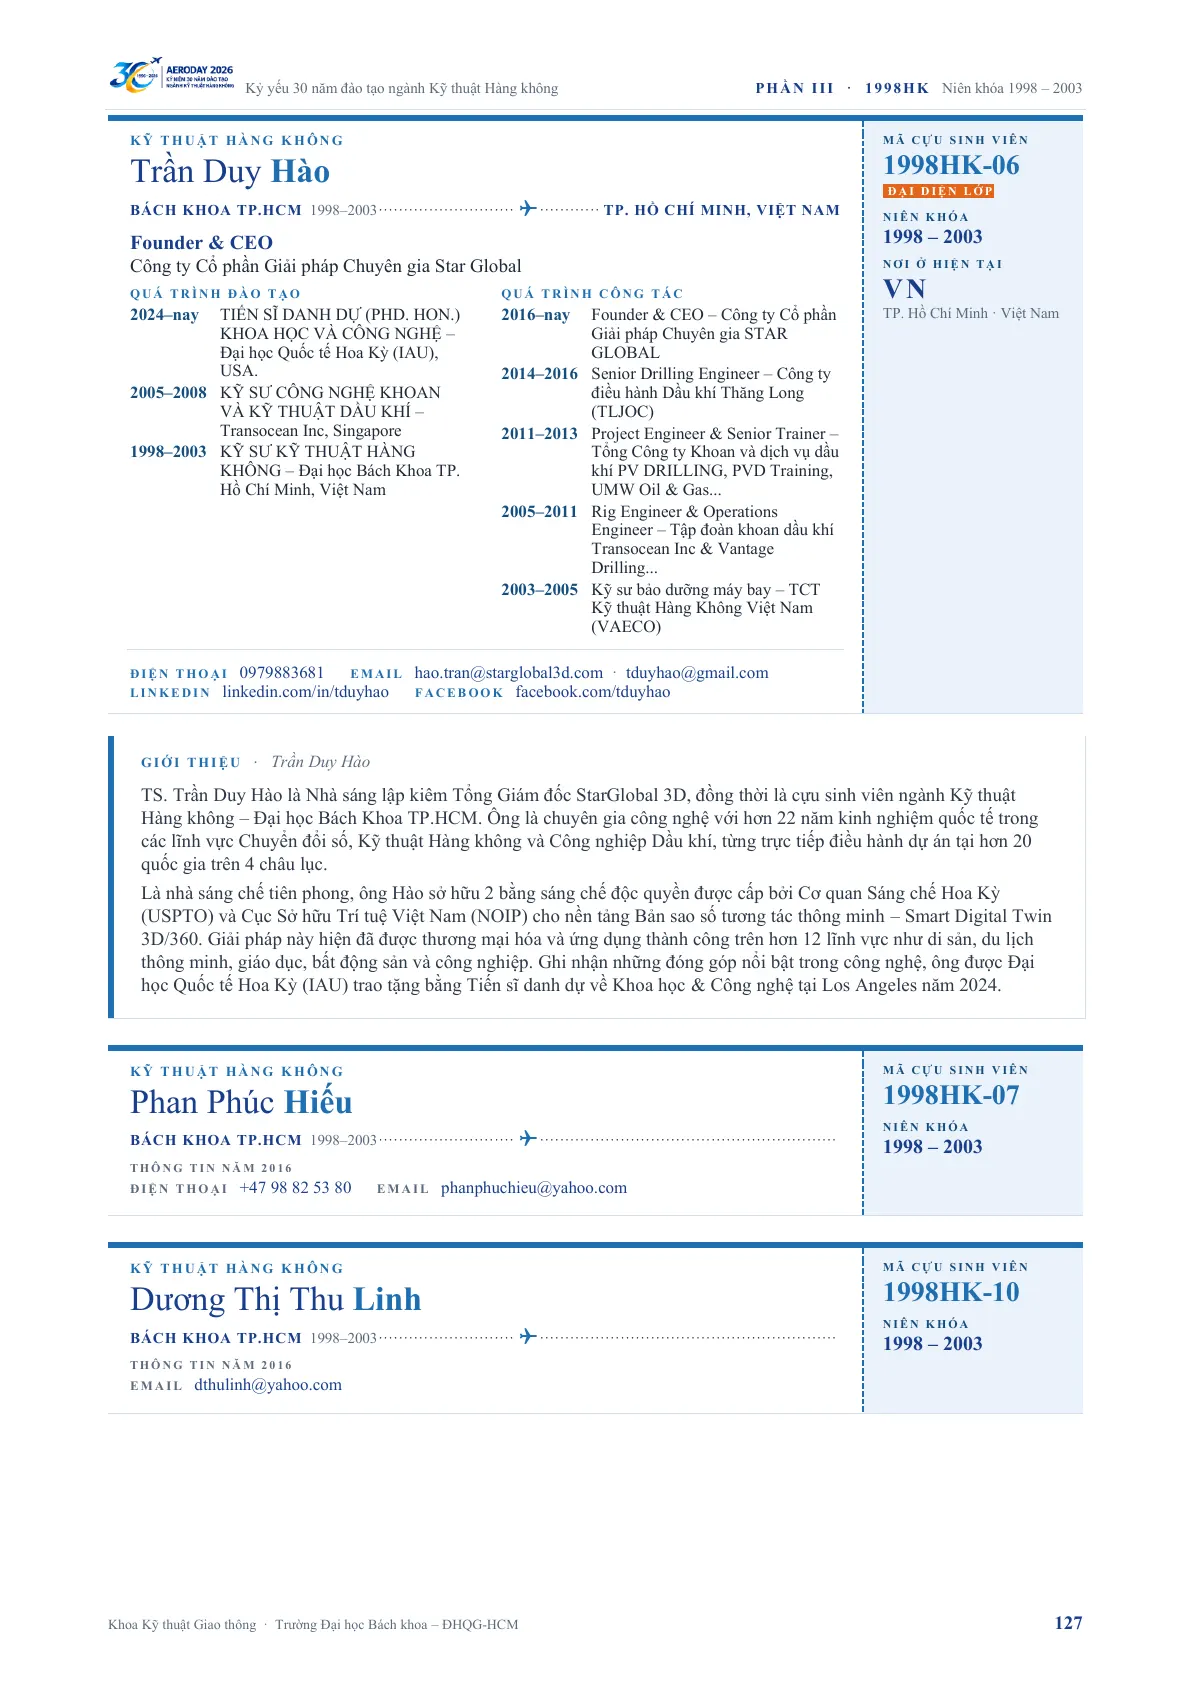 30
1996 - 2026
AERODAY 2026
KỶ NIỆM 30 NĂM ĐÀO TẠO
NGÀNH KỸ THUẬT HÀNG KHÔNG
Kỷ yếu 30 năm đào tạo ngành Kỹ thuật Hàng không
PHẦN III · 1998HK Niên khóa 1998 – 2003
KỸ THUẬT HÀNG KHÔNG
Trần Duy Hào
BÁCH KHOA TP.HCM 1998–2003 TP. HỒ CHÍ MINH, VIỆT NAM
Founder & CEO
Công ty Cổ phần Giải pháp Chuyên gia Star Global
QUÁ TRÌNH ĐÀO TẠO
2024–nay TIẾN SĨ DANH DỰ (PHD. HON.)
KHOA HỌC VÀ CÔNG NGHỆ –
Đại học Quốc tế Hoa Kỳ (IAU),
USA.
2005–2008 KỸ SƯ CÔNG NGHỆ KHOAN
VÀ KỸ THUẬT DẦU KHÍ –
Transocean Inc, Singapore
1998–2003 KỸ SƯ KỸ THUẬT HÀNG
KHÔNG – Đại học Bách Khoa TP.
Hồ Chí Minh, Việt Nam
QUÁ TRÌNH CÔNG TÁC
2016–nay Founder & CEO – Công ty Cổ phần
Giải pháp Chuyên gia STAR
GLOBAL
2014–2016 Senior Drilling Engineer – Công ty
điều hành Dầu khí Thăng Long
(TLJOC)
2011–2013 Project Engineer & Senior Trainer –
Tổng Công ty Khoan và dịch vụ dầu
khí PV DRILLING, PVD Training,
UMW Oil & Gas...
2005–2011 Rig Engineer & Operations
Engineer – Tập đoàn khoan dầu khí
Transocean Inc & Vantage
Drilling...
2003–2005 Kỹ sư bảo dưỡng máy bay – TCT
Kỹ thuật Hàng Không Việt Nam
(VAECO)
ĐIỆN THOẠI 0979883681 EMAIL hao.tran@starglobal3d.com · tduyhao@gmail.com
LINKEDIN linkedin.com/in/tduyhao FACEBOOK facebook.com/tduyhao
MÃ CỰU SINH VIÊN
1998HK-06
ĐẠI DIỆN LỚP
NIÊN KHÓA
1998 – 2003
NƠI Ở HIỆN TẠI
VN
TP. Hồ Chí Minh · Việt Nam
GIỚI THIỆU · Trần Duy Hào
TS. Trần Duy Hào là Nhà sáng lập kiêm Tổng Giám đốc StarGlobal 3D, đồng thời là cựu sinh viên ngành Kỹ thuật
Hàng không – Đại học Bách Khoa TP.HCM. Ông là chuyên gia công nghệ với hơn 22 năm kinh nghiệm quốc tế trong
các lĩnh vực Chuyển đổi số, Kỹ thuật Hàng không và Công nghiệp Dầu khí, từng trực tiếp điều hành dự án tại hơn 20
quốc gia trên 4 châu lục.
Là nhà sáng chế tiên phong, ông Hào sở hữu 2 bằng sáng chế độc quyền được cấp bởi Cơ quan Sáng chế Hoa Kỳ
(USPTO) và Cục Sở hữu Trí tuệ Việt Nam (NOIP) cho nền tảng Bản sao số tương tác thông minh – Smart Digital Twin
3D/360. Giải pháp này hiện đã được thương mại hóa và ứng dụng thành công trên hơn 12 lĩnh vực như di sản, du lịch
thông minh, giáo dục, bất động sản và công nghiệp. Ghi nhận những đóng góp nổi bật trong công nghệ, ông được Đại
học Quốc tế Hoa Kỳ (IAU) trao tặng bằng Tiến sĩ danh dự về Khoa học & Công nghệ tại Los Angeles năm 2024.
KỸ THUẬT HÀNG KHÔNG
Phan Phúc Hiếu
BÁCH KHOA TP.HCM 1998–2003
THÔNG TIN NĂM 2016
ĐIỆN THOẠI +47 98 82 53 80 EMAIL phanphuchieu@yahoo.com
MÃ CỰU SINH VIÊN
1998HK-07
NIÊN KHÓA
1998 – 2003
KỸ THUẬT HÀNG KHÔNG
Dương Thị Thu Linh
BÁCH KHOA TP.HCM 1998–2003
THÔNG TIN NĂM 2016
EMAIL dthulinh@yahoo.com
MÃ CỰU SINH VIÊN
1998HK-10
NIÊN KHÓA
1998 – 2003
Khoa Kỹ thuật Giao thông · Trường Đại học Bách khoa – ĐHQG-HCM
127